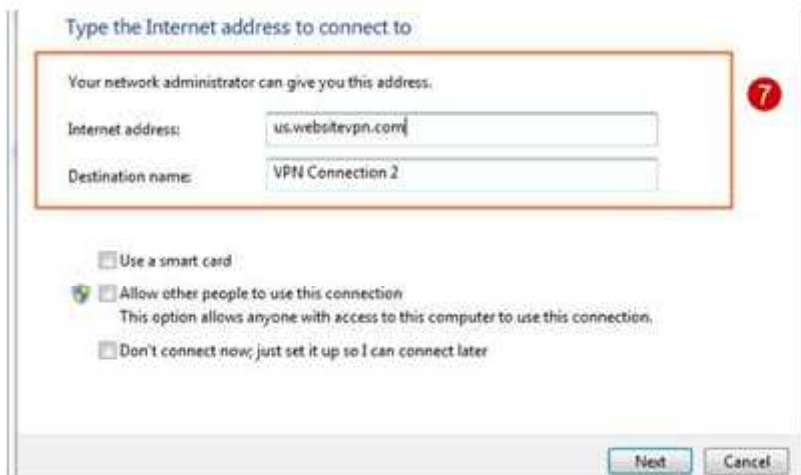 Type the Internet address to connect to
Your network administrator can give you this address.
7
Internet address: us.websitevpn.com
Destination name: VPN Connection 2
Use a smart card
Allow other people to use this connection
This option allows anyone with access to this computer to use this connection.
Don't connect now; just set it up so I can connect later
Next Cancel